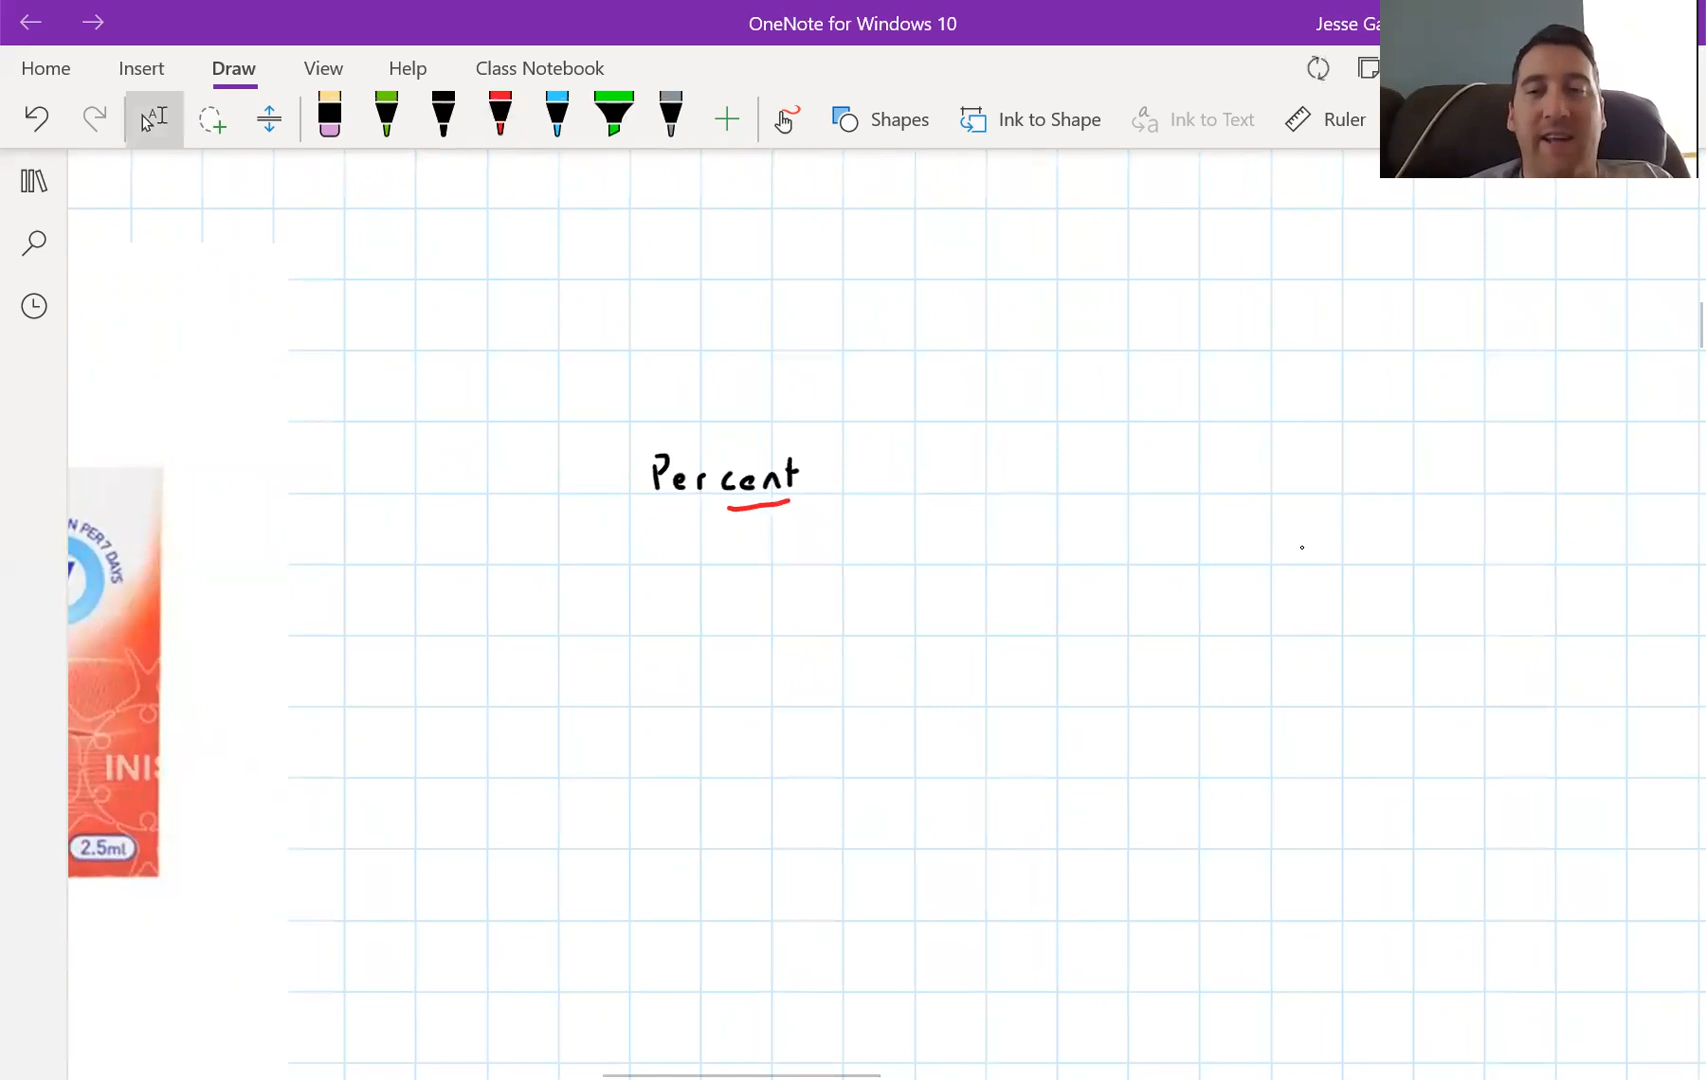 OneNote for Windows 10
Jesse Ga
Home Insert Draw View Help Class Notebook
Shapes Ink to Shape Ink to Text Ruler
Percent
N PER 7 DAYS
INIS
2.5ml